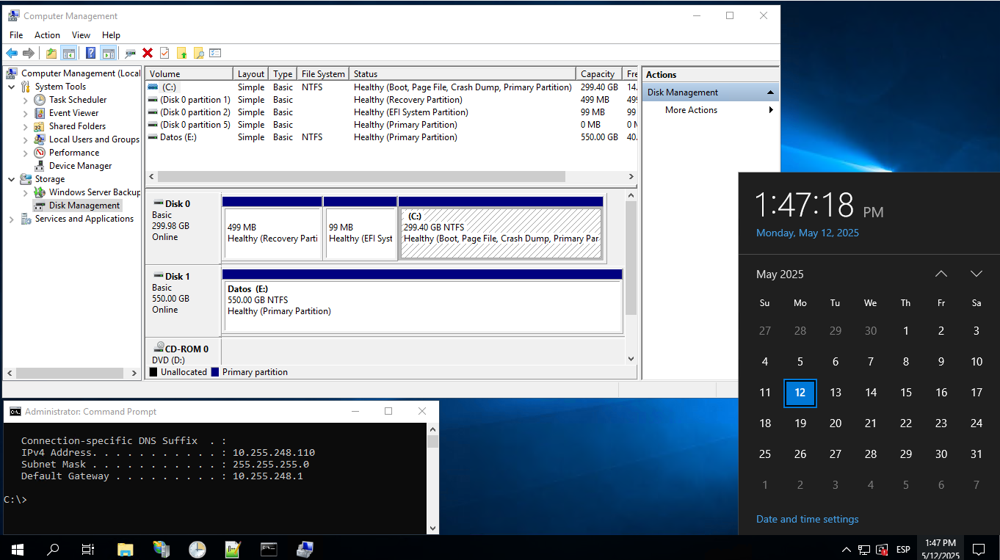 Computer Management
File Action View Help
Computer Management (Local
System Tools
Task Scheduler
Event Viewer
Shared Folders
Local Users and Groups
Performance
Device Manager
Storage
Windows Server Backup
Disk Management
Services and Applications
Volume Layout Type File System Status Capacity Fre
(C:) Simple Basic NTFS Healthy (Boot, Page File, Crash Dump, Primary Partition) 299.40 GB 14.
(Disk 0 partition 1) Simple Basic Healthy (Recovery Partition) 499 MB 499
(Disk 0 partition 2) Simple Basic Healthy (EFI System Partition) 99 MB 99
(Disk 0 partition 5) Simple Basic Healthy (Primary Partition) 0 MB 0 M
Datos (E:) Simple Basic NTFS Healthy (Primary Partition) 550.00 GB 40.
Disk 0
Basic
299.98 GB
Online
499 MB
Healthy (Recovery Parti
99 MB
Healthy (EFI Syst
(C:)
299.40 GB NTFS
Healthy (Boot, Page File, Crash Dump, Primary Par
Disk 1
Basic
550.00 GB
Online
Datos (E:)
550.00 GB NTFS
Healthy (Primary Partition)
CD-ROM 0
DVD (D:)
Unallocated Primary partition
Actions
Disk Management
More Actions
Administrator: Command Prompt
Connection-specific DNS Suffix . :
IPv4 Address. . . . . . . . . . . : 10.255.248.110
Subnet Mask . . . . . . . . . . . : 255.255.255.0
Default Gateway . . . . . . . . . : 10.255.248.1
C:\>
1:47:18 PM
Monday, May 12, 2025
May 2025
Su Mo Tu We Th Fr Sa
27 28 29 30 1 2 3
4 5 6 7 8 9 10
11 12 13 14 15 16 17
18 19 20 21 22 23 24
25 26 27 28 29 30 31
1 2 3 4 5 6 7
Date and time settings
ESP
1:47 PM
5/12/2025